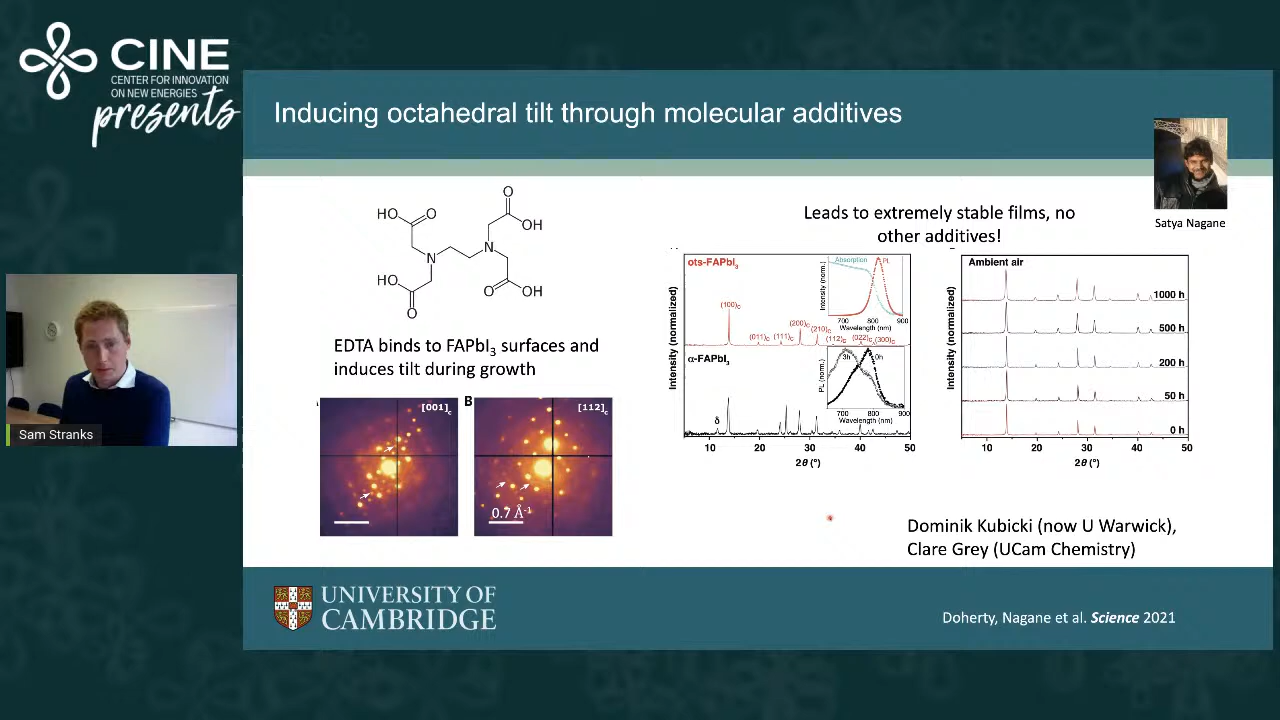 CINE
CENTER FOR INNOVATION
ON NEW ENERGIES
presents
Inducing octahedral tilt through molecular additives
Satya Nagane
HO
O
O
OH
N
N
HO
O
O
OH
EDTA binds to FAPbI3 surfaces and
induces tilt during growth
[001]c
B
[112]c
0.7 Å-1
Leads to extremely stable films, no
other additives!
ots-FAPbI3
Absorption
PL
Intensity (norm.)
700 800 900
Wavelength (nm)
(100)C
(011)C
(111)C
(200)C
(210)C
(112)C
(022)C
(300)C
α-FAPbI3
3h
0h
PL (norm.)
700 800 900
Wavelength (nm)
δ
Intensity (normalized)
10 20 30 40 50
2θ (°)
Ambient air
1000 h
500 h
200 h
50 h
0 h
Intensity (normalized)
10 20 30 40 50
2θ (°)
Sam Stranks
Dominik Kubicki (now U Warwick),
Clare Grey (UCam Chemistry)
UNIVERSITY OF
CAMBRIDGE
Doherty, Nagane et al. Science 2021